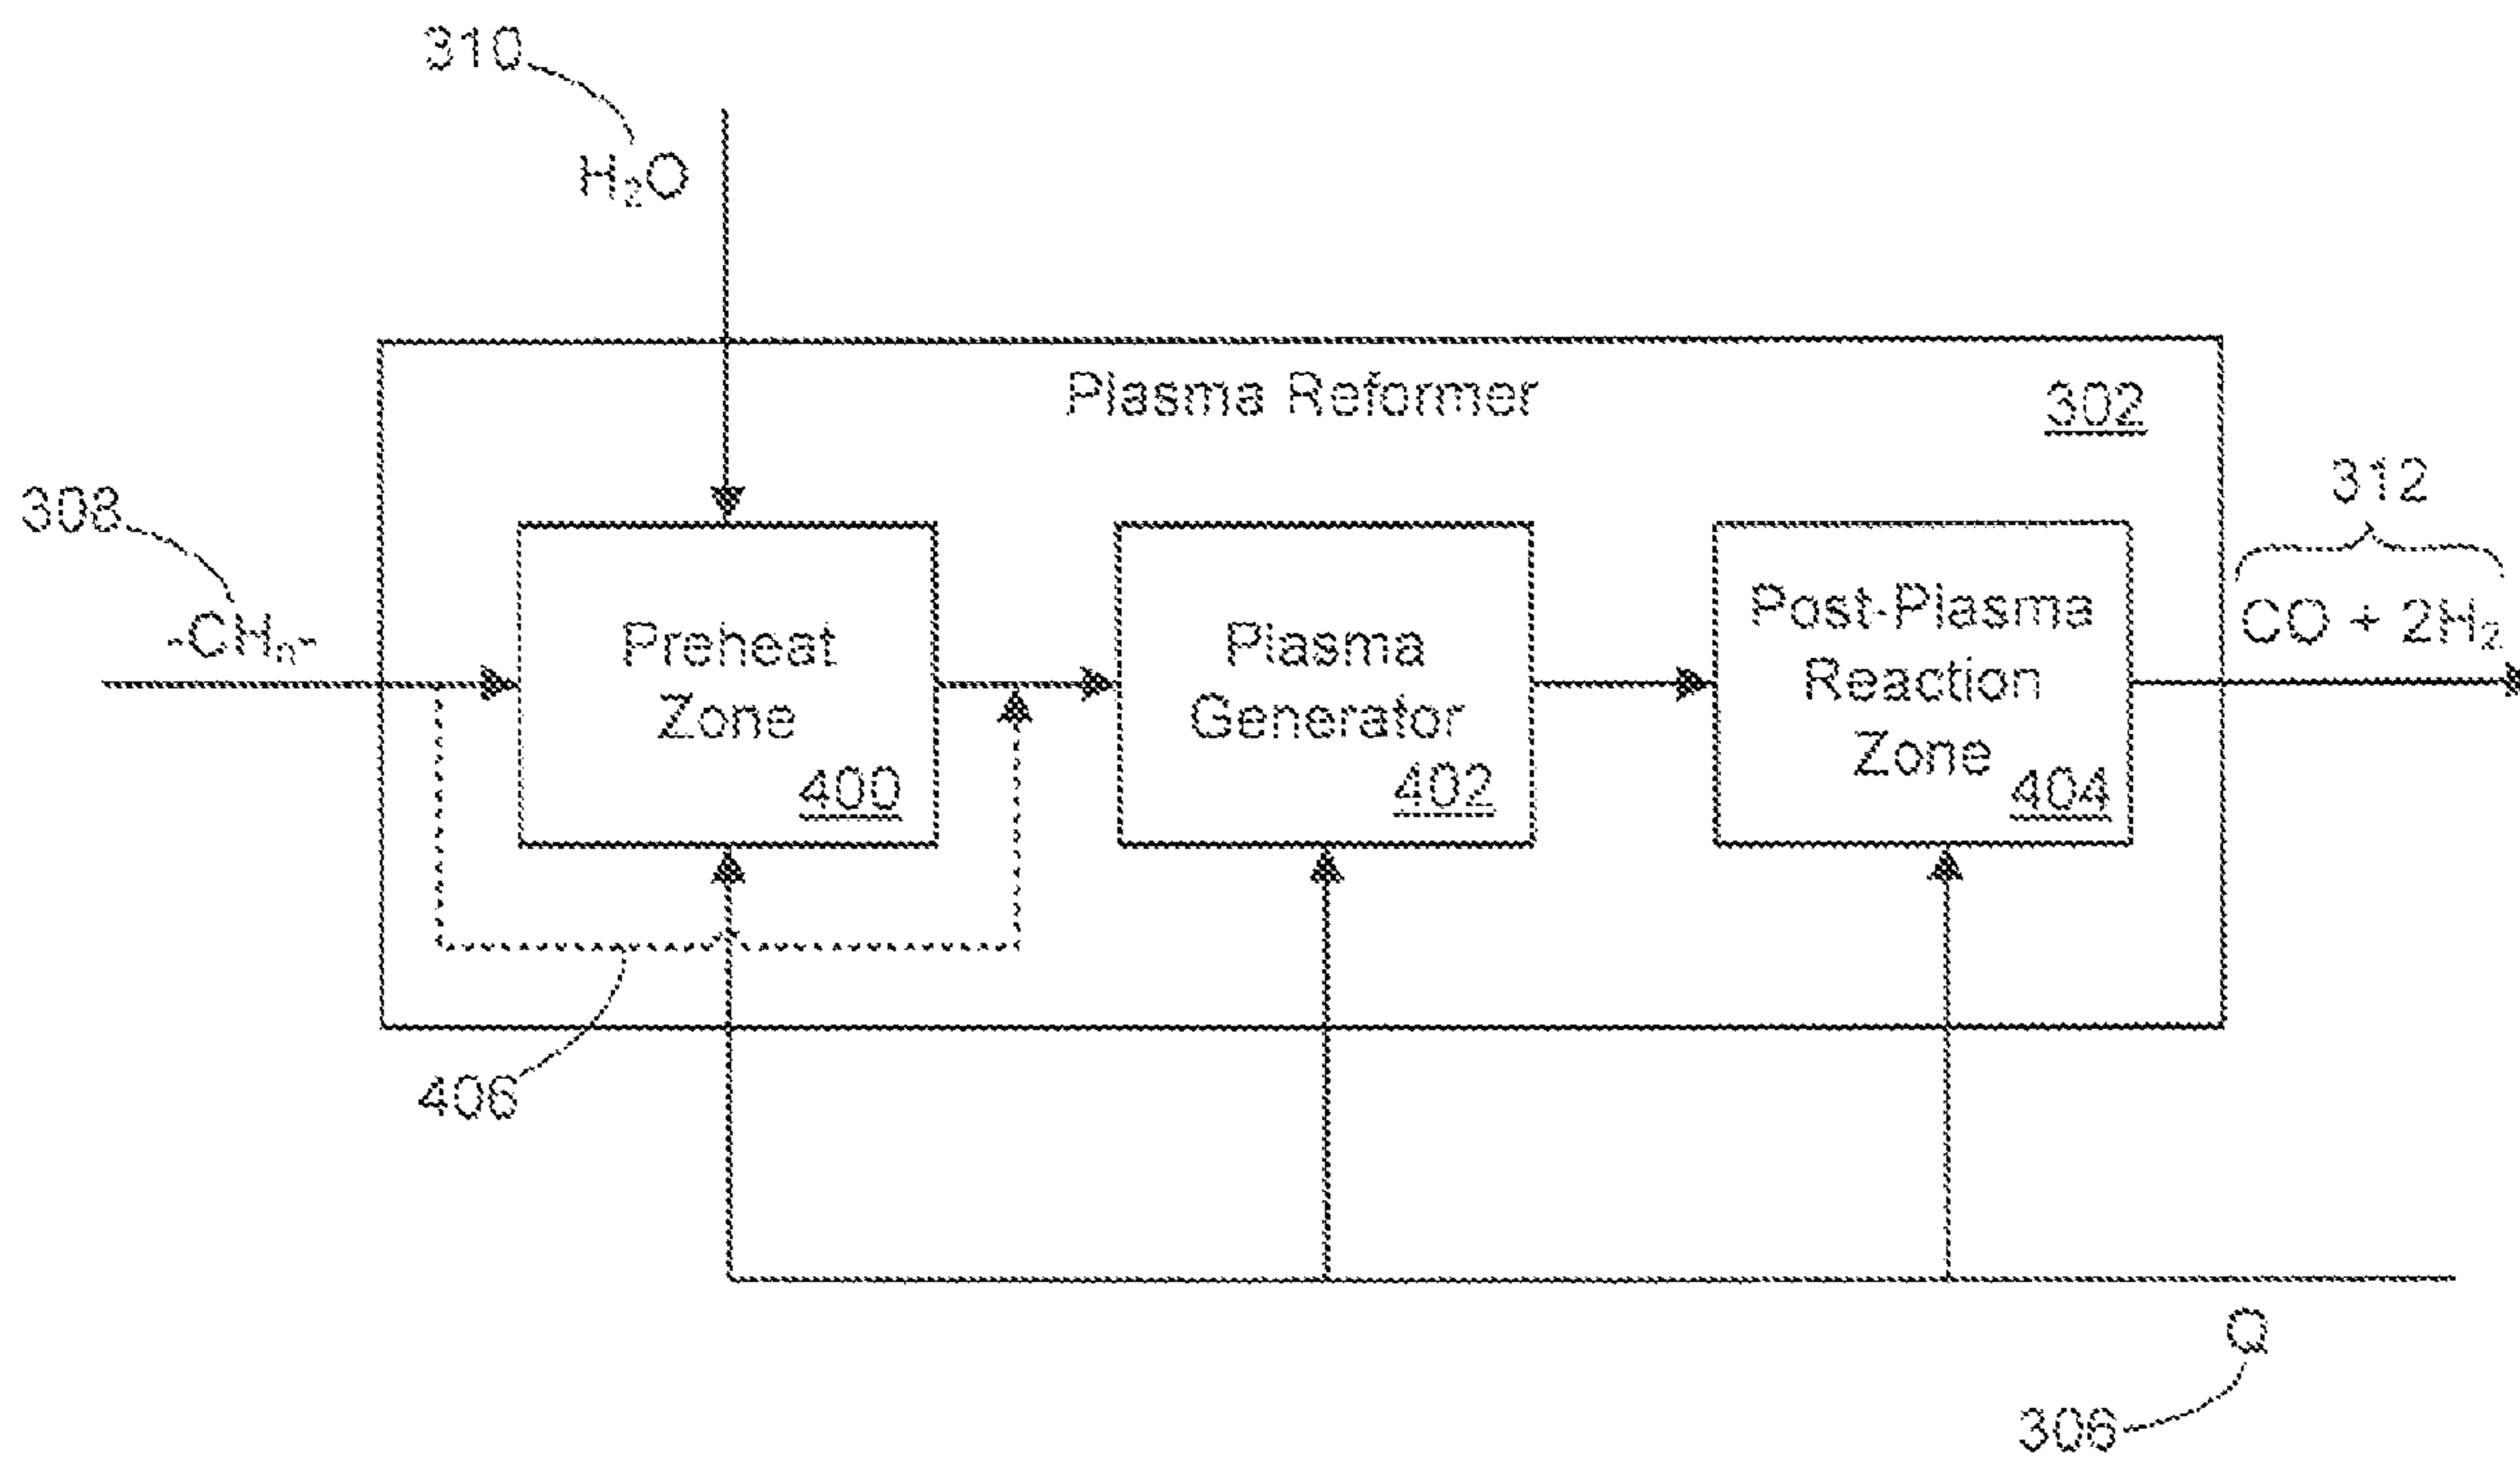 310
H₂O
Plasma Reformer
302
308
-CHₙ-
312
CO + 2H₂
Preheat
Zone
400
Plasma
Generator
402
Post-Plasma
Reaction
Zone
404
406
Q
306